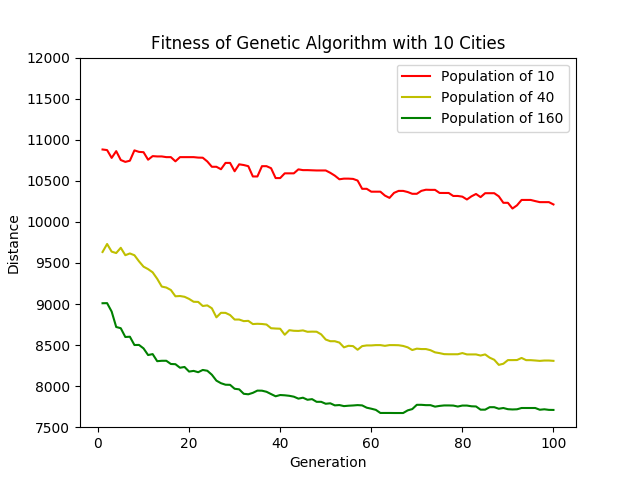 Fitness of Genetic Algorithm with 10 Cities
12000
11500
11000
10500
10000
9500
9000
8500
8000
7500
Distance
Population of 10
Population of 40
Population of 160
0 20 40 60 80 100
Generation